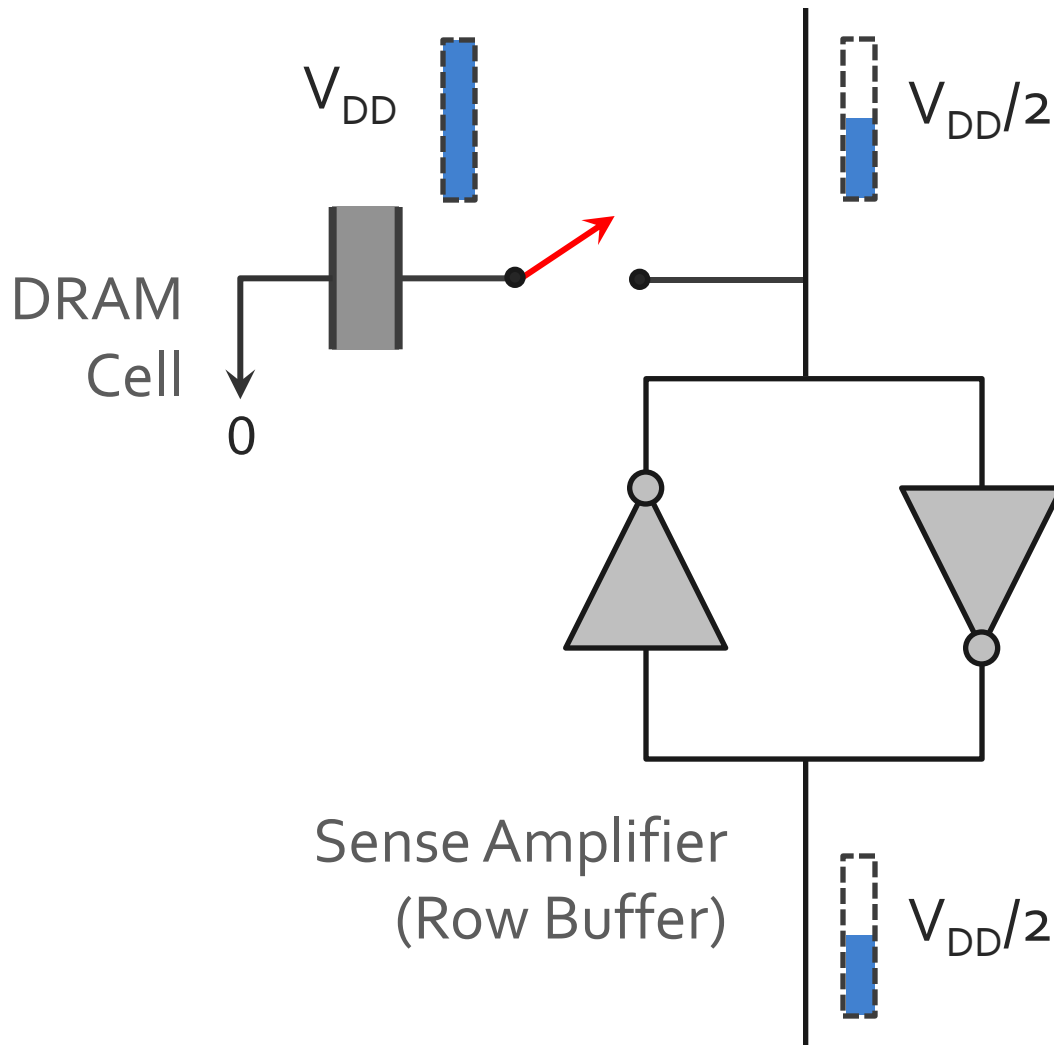 V_DD
V_DD/2
DRAM
Cell
0
Sense Amplifier
(Row Buffer)
V_DD/2